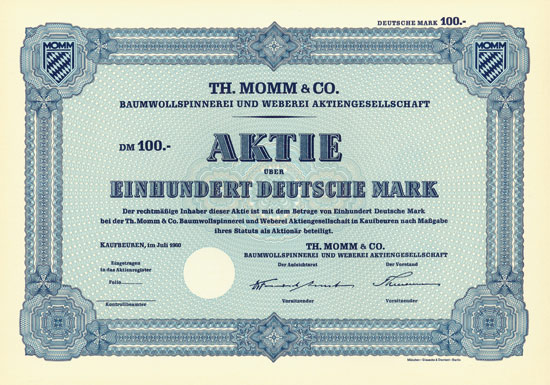 DEUTSCHE MARK 100.-
MOMM
MOMM
TH. MOMM & CO.
BAUMWOLLSPINNEREI UND WEBEREI AKTIENGESELLSCHAFT
DM 100.-
AKTIE
ÜBER
EINHUNDERT DEUTSCHE MARK
Der rechtmäßige Inhaber dieser Aktie ist mit dem Betrage von Einhundert Deutsche Mark
bei der Th. Momm & Co. Baumwollspinnerei und Weberei Aktiengesellschaft in Kaufbeuren nach Maßgabe
ihres Statuts als Aktionär beteiligt.
KAUFBEUREN, im Juli 1960
TH. MOMM & CO.
BAUMWOLLSPINNEREI UND WEBEREI AKTIENGESELLSCHAFT
Eingetragen
in das Aktienregister
Der Aufsichtsrat
Der Vorstand
Folio
Kontrollbeamter
Vorsitzender
Vorsitzender